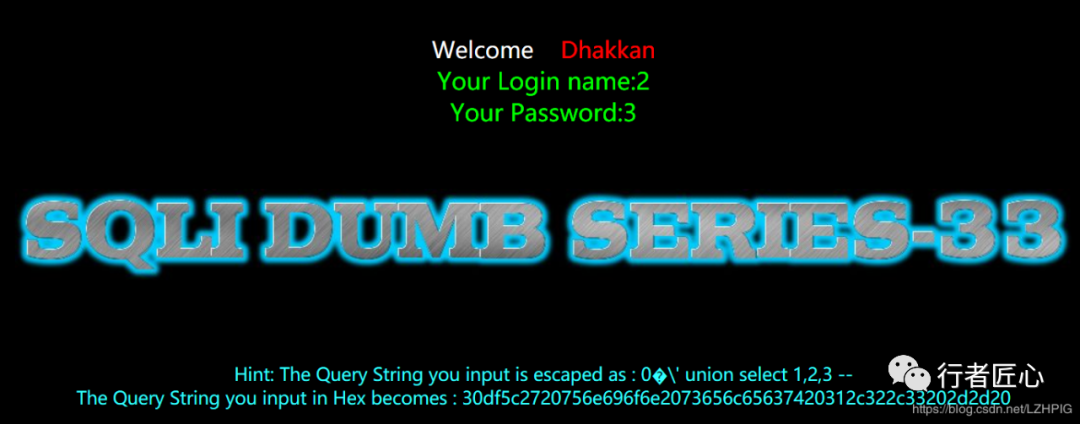 Welcome Dhakkan
Your Login name:2
Your Password:3
SQLI DUMB SERIES-33
Hint: The Query String you input is escaped as : 0�\' union select 1,2,3 --
The Query String you input in Hex becomes : 30df5c2720756e696f6e2073656c65637420312c322c33202d2d20
行者匠心
https://blog.csdn.net/LZHPIG